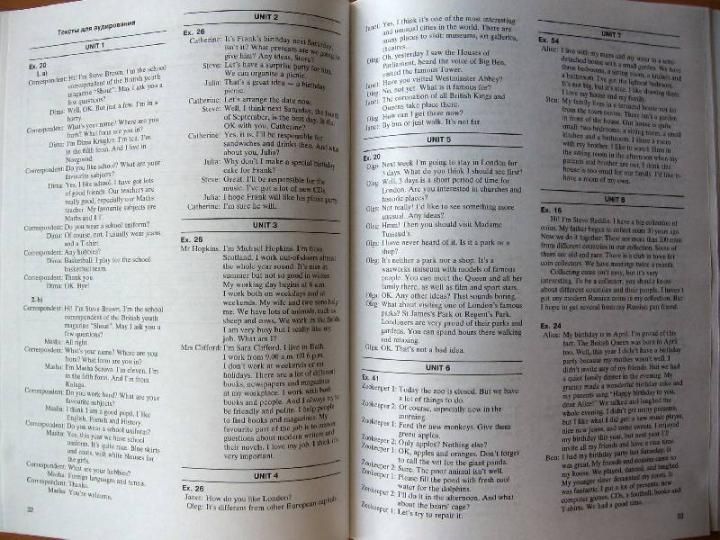 Тексты для аудирования
UNIT 1
Ex. 20
1. a)
Correspondent: Hi! I'm Steve Brown. I'm the school
correspondent of the British youth
magazine "Shout". May I ask you a
few questions?
Dima: Well, OK. But just a few. I'm in a
hurry.
Correspondent: What's your name? Where are you
from? What form are you in?
Dima: I'm Dima Kruglov. I'm ten. I'm
in the fifth form. And I live in
Novgorod.
Correspondent: Do you like school? What are your
favourite subjects?
Dima: Yes, I like school. I have got lots
of good friends. Our teachers are
really good, especially our Maths
teacher. My favourite subjects are
Maths and IT.
Correspondent: Do you wear a school uniform?
Dima: Of course, not. I usually wear jeans
and a T-shirt.
Correspondent: Any hobbies?
Dima: Basketball. I play for the school
basketball team.
Correspondent: Thank you.
Dima: OK. Bye!
2. b)
Correspondent: Hi! I'm Steve Brown. I'm the school
correspondent of the British youth
magazine "Shout". May I ask you a
few questions?
Masha: All right.
Correspondent: What's your name? Where are you
from? What form are you in?
Masha: I'm Masha Serova. I'm eleven. I'm
in the fifth form. And I'm from
Kaluga.
Correspondent: Do you work hard? What are your
favourite subjects?
Masha: I think I am a good pupil. I like
English, French and History.
Correspondent: Do you wear a school uniform?
Masha: Yes, this year we have school
uniform. It's quite nice. Blue skirts
and coats, with white blouses for
the girls.
Correspondent: What are your hobbies?
Masha: Foreign languages and tennis.
Correspondent: Thanks.
Masha: You're welcome.
32
UNIT 2
Ex. 26
Catherine: It's Frank's birthday next Saturday,
isn't it? What presents are we going to
give him? Any ideas, Steve?
Steve: Let's have a surprise party for him.
We can organise a picnic.
Julia: That's a great idea — a birthday
picnic.
Catherine: Let's arrange the date now.
Steve: Well, I think next Saturday, the fourth
of September, is the best day. Is it
OK with you, Catherine?
Catherine: Yes, it is. I'll be responsible for
sandwiches and drinks then. And what
about you, Julia?
Julia: Why don't I make a special birthday
cake for Frank?
Steve: Great. I'll be responsible for the
music. I've got a lot of new CDs.
Julia: I hope Frank will like his picnic party.
Catherine: I'm sure he will.
UNIT 3
Ex. 26
Mr Hopkins: I'm Michael Hopkins. I'm from
Scotland. I work out-of-doors almost
the whole year round. It's nice in
summer but not so good in winter.
My working day begins at 6 a.m.
I work both on weekdays and at
weekends. My wife and two sons help
me. We have lots of animals, such as
sheep and cows. We work in the fields
I am very busy but I really like my
job. What am I?
Mrs Clifford: I'm Sara Clifford. I live in Bath.
I work from 9.00 a.m. till 6 p.m.
I don't work at weekends or on
holidays. There are a lot of different
books, newspapers and magazines
at my workplace. I work with both
books and people. And I always try to
be friendly and polite. I help people
to find books and magazines. My
favourite part of the job is to answer
questions about modern writers and
their novels. I love my job. I think it's
very important.
UNIT 4
Ex. 26
Janet: How do you like London?
Oleg: It's different from other European capitals.
Janet: Yes, I think it's one of the most interesting
and unusual cities in the world. There are
many places to visit: museums, art galleries,
theatres.
Oleg: Oh, yesterday I saw the Houses of
Parliament, heard the voice of Big Ben,
visited the famous Tower.
Janet: Have you visited Westminster Abbey?
Oleg: No, not yet. What is it famous for?
Janet: The coronation of all British Kings and
Queens take place there.
Oleg: How can I get there now?
Janet: By bus or just walk. It's not far.
UNIT 5
Ex. 20
Olga: Next week I'm going to stay in London for
3 days. What do you think I should see first?
Oleg: Well, 3 days is a short period of time for
London. Are you interested in churches and
historic places?
Olga: Not really! I'd like to see something more
unusual. Any ideas?
Oleg: Hmm! Then you should visit Madame
Tussaud's.
Olga: I have never heard of it. Is it a park or a
shop?
Oleg: It's neither a park nor a shop. It's a
waxworks museum with models of famous
people. You can meet the Queen and all her
family there, as well as film and sport stars.
Olga: OK. Any other ideas? That sounds boring.
Oleg: What about visiting one of London's famous
parks? St James's Park or Regent's Park.
Londoners are very proud of their parks and
gardens. You can spend hours there walking
and relaxing.
Olga: OK. That's not a bad idea.
UNIT 6
Ex. 41
Zookeeper 1: Today the zoo is closed. But we have
a lot of things to do.
Zookeeper 2: Of course, especially now in the
morning.
Zookeeper 1: Feed the new monkeys. Give them
green apples.
Zookeeper 2: Only apples? Nothing else?
Zookeeper 1: OK, apples and oranges. Don't forget
to call the vet for the giant panda.
Zookeeper 2: Sure. The poor animal isn't well.
Zookeeper 1: Please fill the pond with fresh cool
water for the dolphins.
Zookeeper 2: I'll do it in the afternoon. And what
about the bears' cage?
Zookeeper 1: Let's try to repair it.
UNIT 7
Ex. 54
Alice: I live with my mum and my sister in a semi-
detached house with a small garden. We have
three bedrooms, a sitting room, a kitchen and
a bathroom. I've got the leftmost bedroom.
It's not big, but it's nice. I like drawing there.
I love my house and my family.
Ben: My family lives in a terraced house not far
from the town centre. There isn't a garden
in front of the house. Our house is quite
small: two bedrooms, a sitting room, a small
kitchen and a bathroom. I share a room
with my brother. I like to watch films in
the sitting room in the afternoon when my
parents and brother are out. I think this
house is too small for our family. I'd like to
have a room of my own.
UNIT 8
Ex. 16
Hi! I'm Steve Reddis. I have a big collection of
coins. My father began to collect them 20 years ago.
Now we do it together. There are more than 100 coins
from different countries in our collection. Some of
them are old and rare. There is a club to have for
coin collectors. We have meetings twice a month.
Collecting coins isn't easy, but it's very
interesting. To be a collector, you should know
about different countries and their people. I haven't
got any modern Russian coins in my collection. But
I hope to get several from my Russian pen friend.
Ex. 24
Alice: My birthday is in April. I'm proud of this
fact. The British Queen was born in April
too. Well, this year I didn't have a birthday
party because my mother wasn't well. I
didn't invite any of my friends. But we had
a quiet family dinner in the evening. My
granny made a wonderful birthday cake and
my parents sang "Happy birthday to you,
dear Alice!" We talked and laughed the
whole evening. I didn't get many presents,
but I like what I did get: a new music player,
new jeans, and some sweets. I enjoyed
my birthday this year, but next year I'll
invite all my friends and have a nice time.
Ben: I had my birthday party last Saturday. It
was great. My friends and cousins came to
my house. We played, danced, and laughed.
My younger sister decorated my room. It
was fantastic. I got a lot of presents: new
computer games, CDs, a football, books and
T-shirts. We had a good time.
33